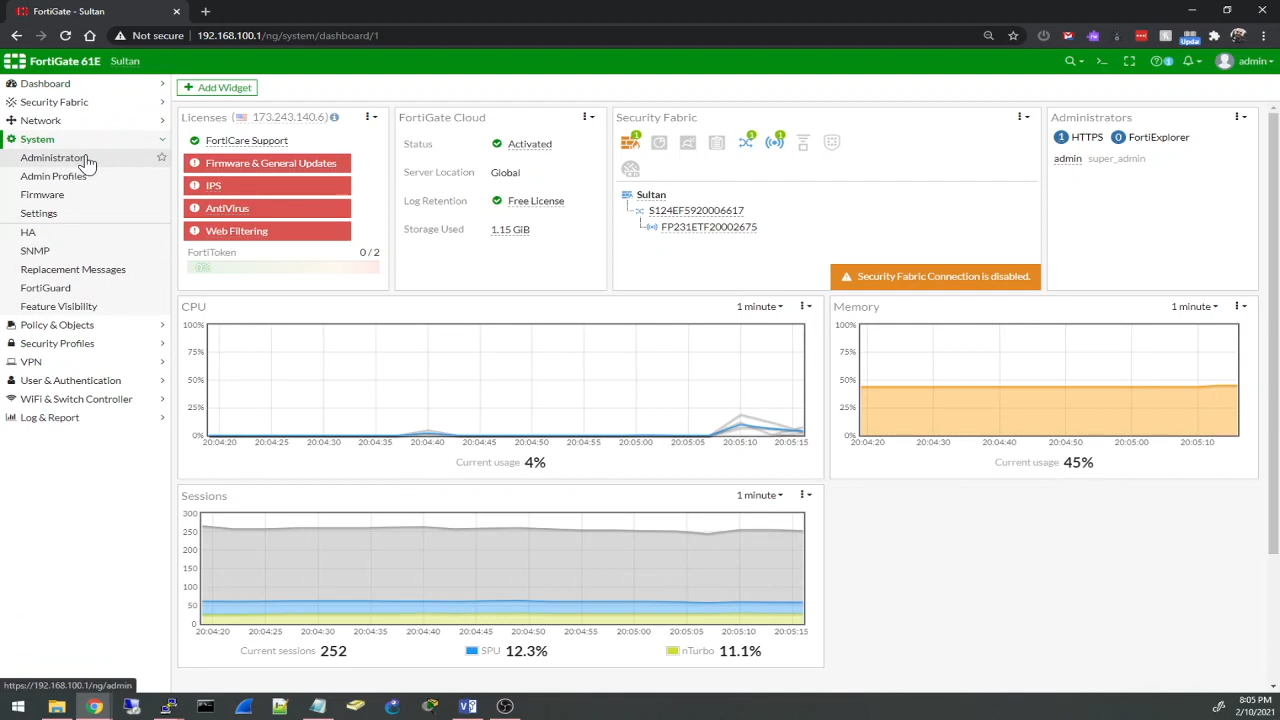 FortiGate - Sultan
Not secure 192.168.100.1/ng/system/dashboard/1
FortiGate 61E Sultan
admin
Dashboard
Security Fabric
Network
System
Administrators
Admin Profiles
Firmware
Settings
HA
SNMP
Replacement Messages
FortiGuard
Feature Visibility
Policy & Objects
Security Profiles
VPN
User & Authentication
WiFi & Switch Controller
Log & Report
Add Widget
Licenses (173.243.140.6)
FortiCare Support
Firmware & General Updates
IPS
AntiVirus
Web Filtering
FortiToken 0 / 2
0%
FortiGate Cloud
Status Activated
Server Location Global
Log Retention Free License
Storage Used 1.15 GiB
Security Fabric
1 1 1
Sultan
S124EF5920006617
FP231ETF20002675
Security Fabric Connection is disabled.
Administrators
1 HTTPS 0 FortiExplorer
admin super_admin
CPU 1 minute
100%
75%
50%
25%
0%
20:04:20 20:04:25 20:04:30 20:04:35 20:04:40 20:04:45 20:04:50 20:04:55 20:05:00 20:05:05 20:05:10 20:05:15
Current usage 4%
Memory 1 minute
100%
75%
50%
25%
0%
20:04:20 20:04:30 20:04:40 20:04:50 20:05:00 20:05:10
Current usage 45%
Sessions 1 minute
300
250
200
150
100
50
0
20:04:20 20:04:25 20:04:30 20:04:35 20:04:40 20:04:45 20:04:50 20:04:55 20:05:00 20:05:05 20:05:10 20:05:15
Current sessions 252 SPU 12.3% nTurbo 11.1%
https://192.168.100.1/ng/admin
8:05 PM
2/10/2021